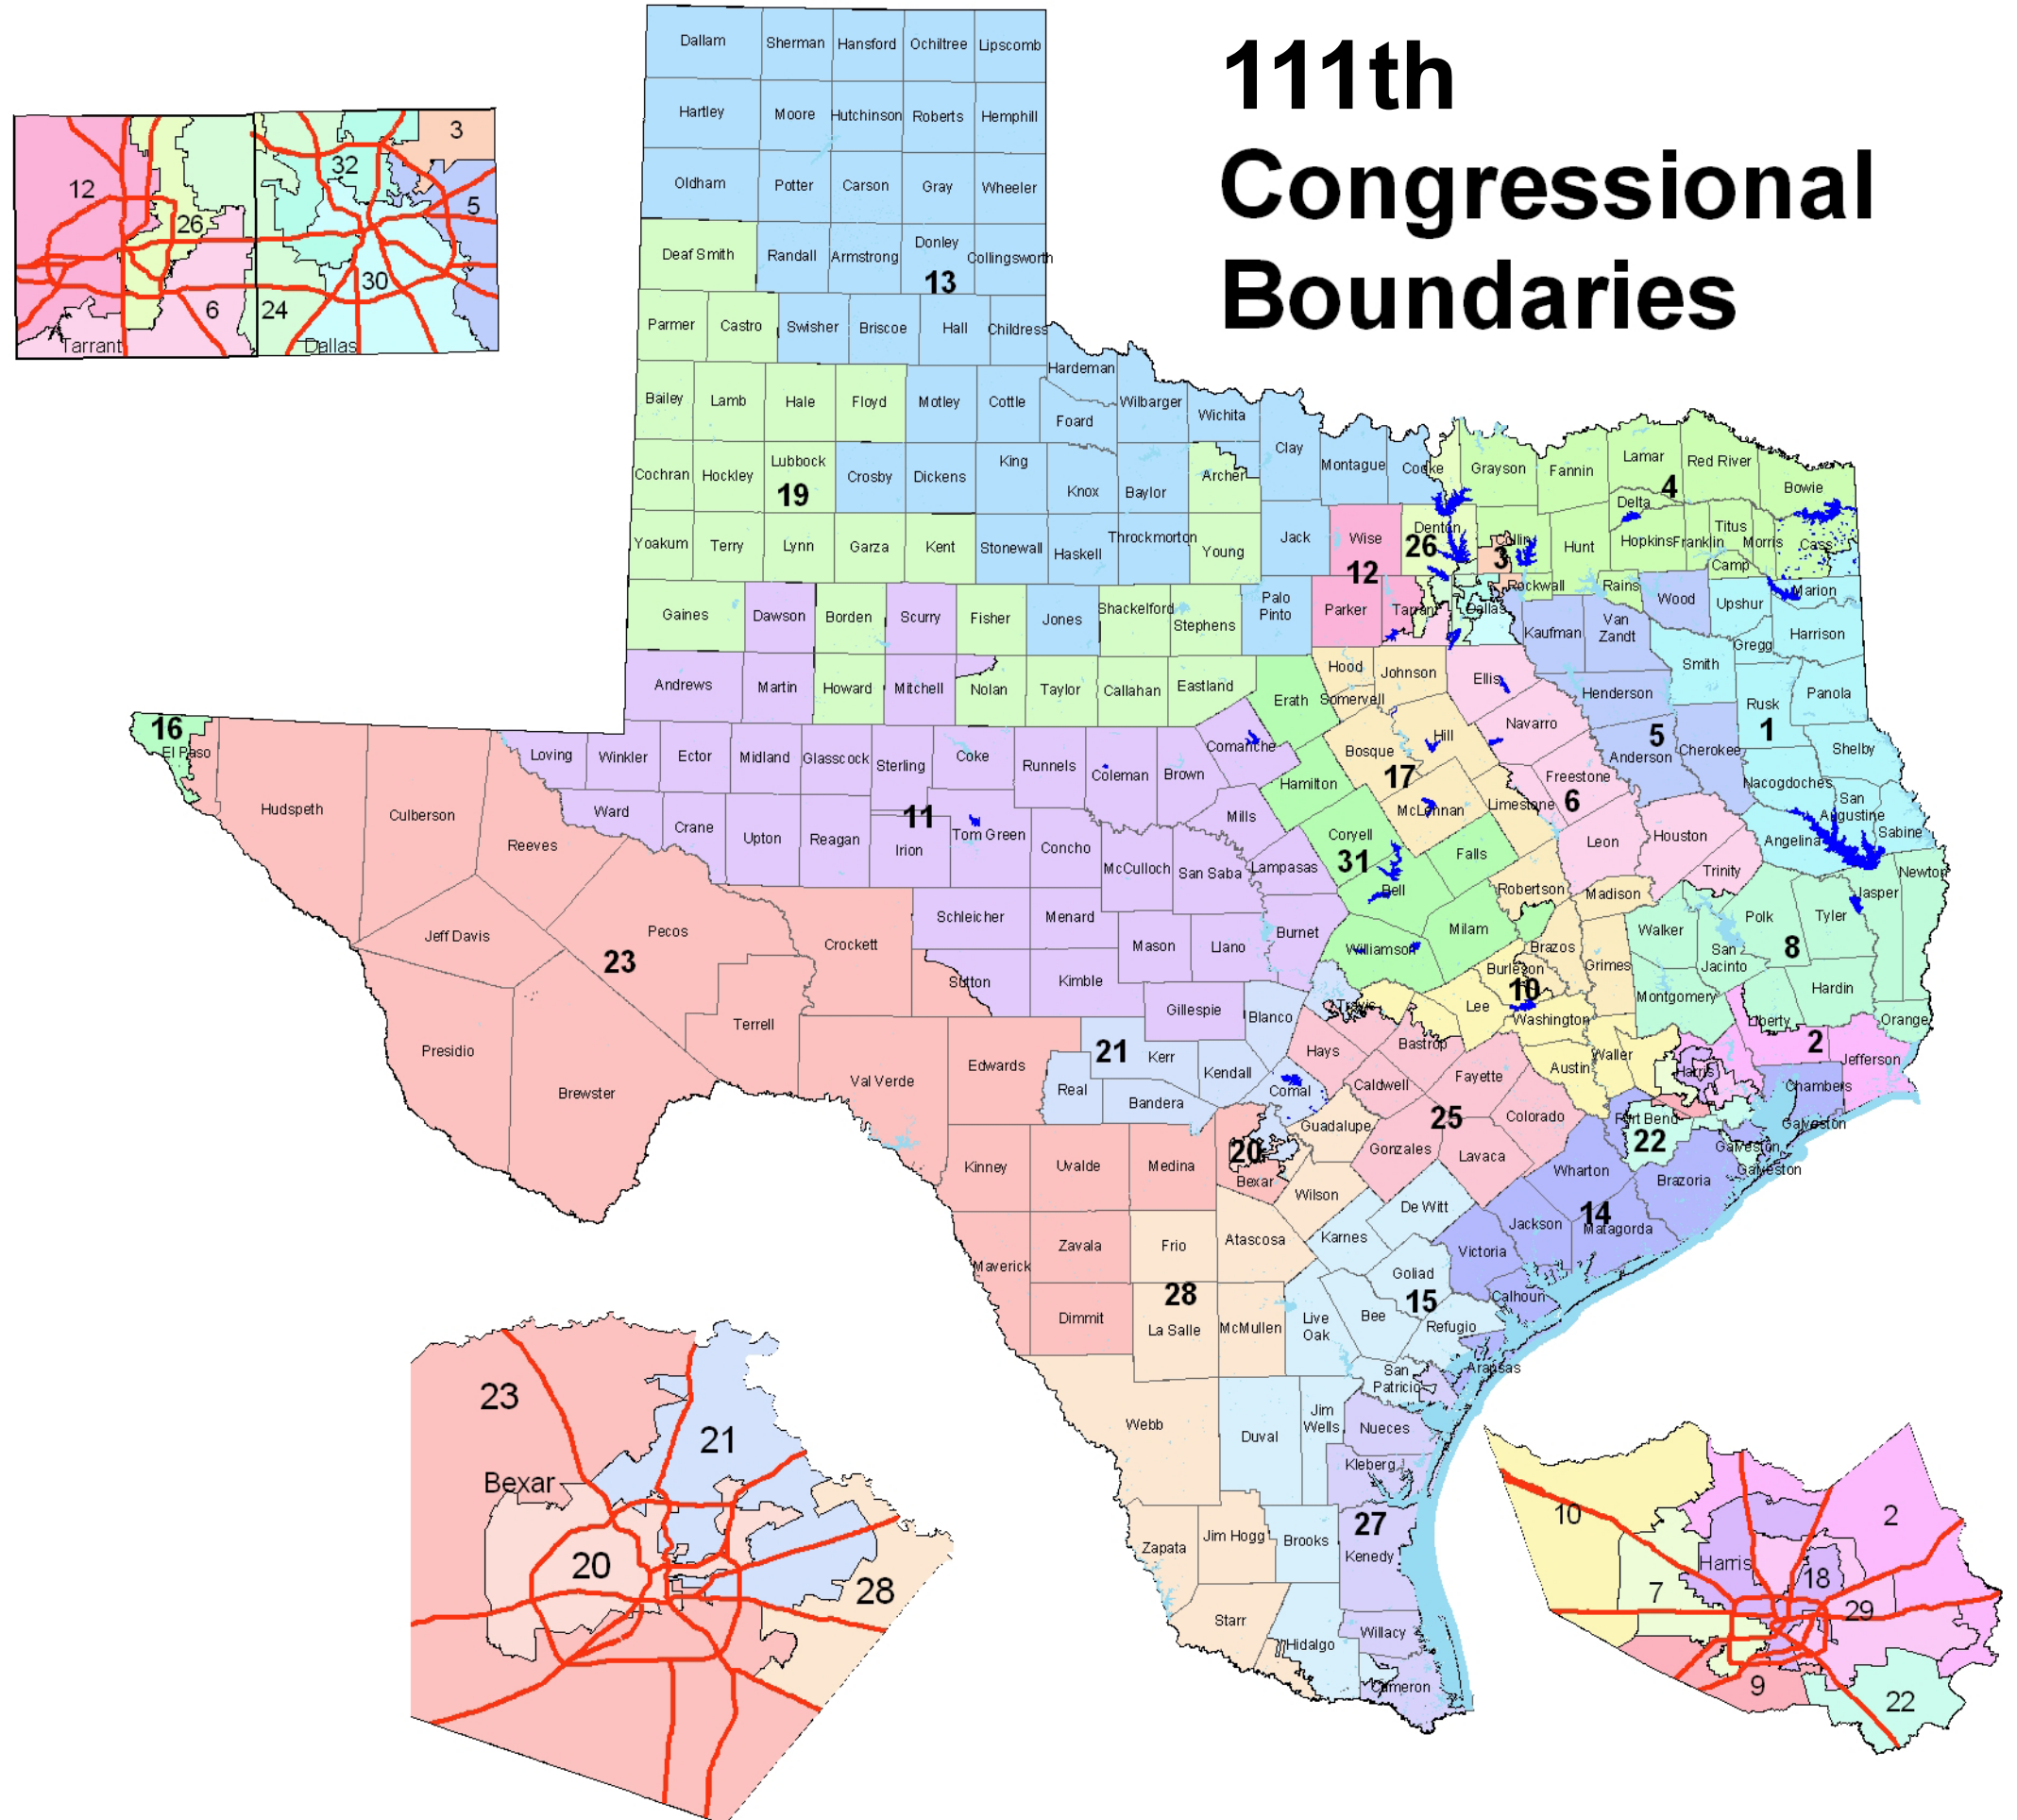 111th
Congressional
Boundaries
Dallam Sherman Hansford Ochiltree Lipscomb
Hartley Moore Hutchinson Roberts Hemphill
Oldham Potter Carson Gray Wheeler
Deaf Smith Randall Armstrong Donley Collingsworth
13
Parmer Castro Swisher Briscoe Hall Childress
Hardeman
Bailey Lamb Hale Floyd Motley Cottle Foard Wilbarger Wichita
Cochran Hockley Lubbock Crosby Dickens King Knox Baylor Archer Clay Montague Cooke Grayson Fannin Lamar Red River Bowie
19
4
Delta
Yoakum Terry Lynn Garza Kent Stonewall Haskell Throckmorton Young Jack Wise Denton Collin Hunt Hopkins Franklin Titus Morris Cass
26
3
12
Camp
Gaines Dawson Borden Scurry Fisher Jones Shackelford Stephens Palo
Pinto Parker Tarrant Dallas Rockwall Rains Wood Upshur Marion
Kaufman Van
Zandt Smith Gregg Harrison
Andrews Martin Howard Mitchell Nolan Taylor Callahan Eastland Erath Hood Somervell Johnson Ellis Henderson Rusk Panola
16
El Paso Hudspeth Culberson Reeves
Loving Winkler Ector Midland Glasscock Sterling Coke Runnels Coleman Brown Comanche Hamilton Bosque Hill Navarro Freestone Anderson Cherokee Nacogdoches Shelby
17
6
5
1
Ward Crane Upton Reagan Irion Tom Green Concho McCulloch San Saba Mills Lampasas Coryell McLennan Limestone Falls Leon Houston Trinity Angelina San
Augustine Sabine
11
31
Bell
Jeff Davis Pecos Crockett Schleicher Menard Mason Llano Burnet Williamson Milam Robertson Madison Brazos Grimes Walker San
Jacinto Polk Tyler Jasper Newton
23
8
Presidio Brewster Terrell Val Verde Sutton Kimble Gillespie Blanco Travis Lee Burleson Washington Montgomery Liberty Hardin Orange
10
2
Edwards Real Kerr Kendall Bandera Comal Hays Bastrop Caldwell Fayette Austin Waller Harris Chambers Jefferson
21
Kinney Uvalde Medina Bexar Guadalupe Gonzales Lavaca Colorado Fort Bend Wharton Brazoria Galveston
Galveston
Galveston
20
25
22
Maverick Zavala Frio Atascosa Wilson Karnes De Witt Victoria Jackson Matagorda
14
Goliad
Dimmit La Salle McMullen Live
Oak Bee Refugio Calhoun
28
15
San
Patricio Aransas
Webb Duval Jim
Wells Nueces
Kleberg
Zapata Jim Hogg Brooks Kenedy
27
Starr Hidalgo Willacy
Cameron
12
26
6
Tarrant
3
32
5
30
24
Dallas
23
21
Bexar
20
28
10
2
Harris
18
7
29
9
22